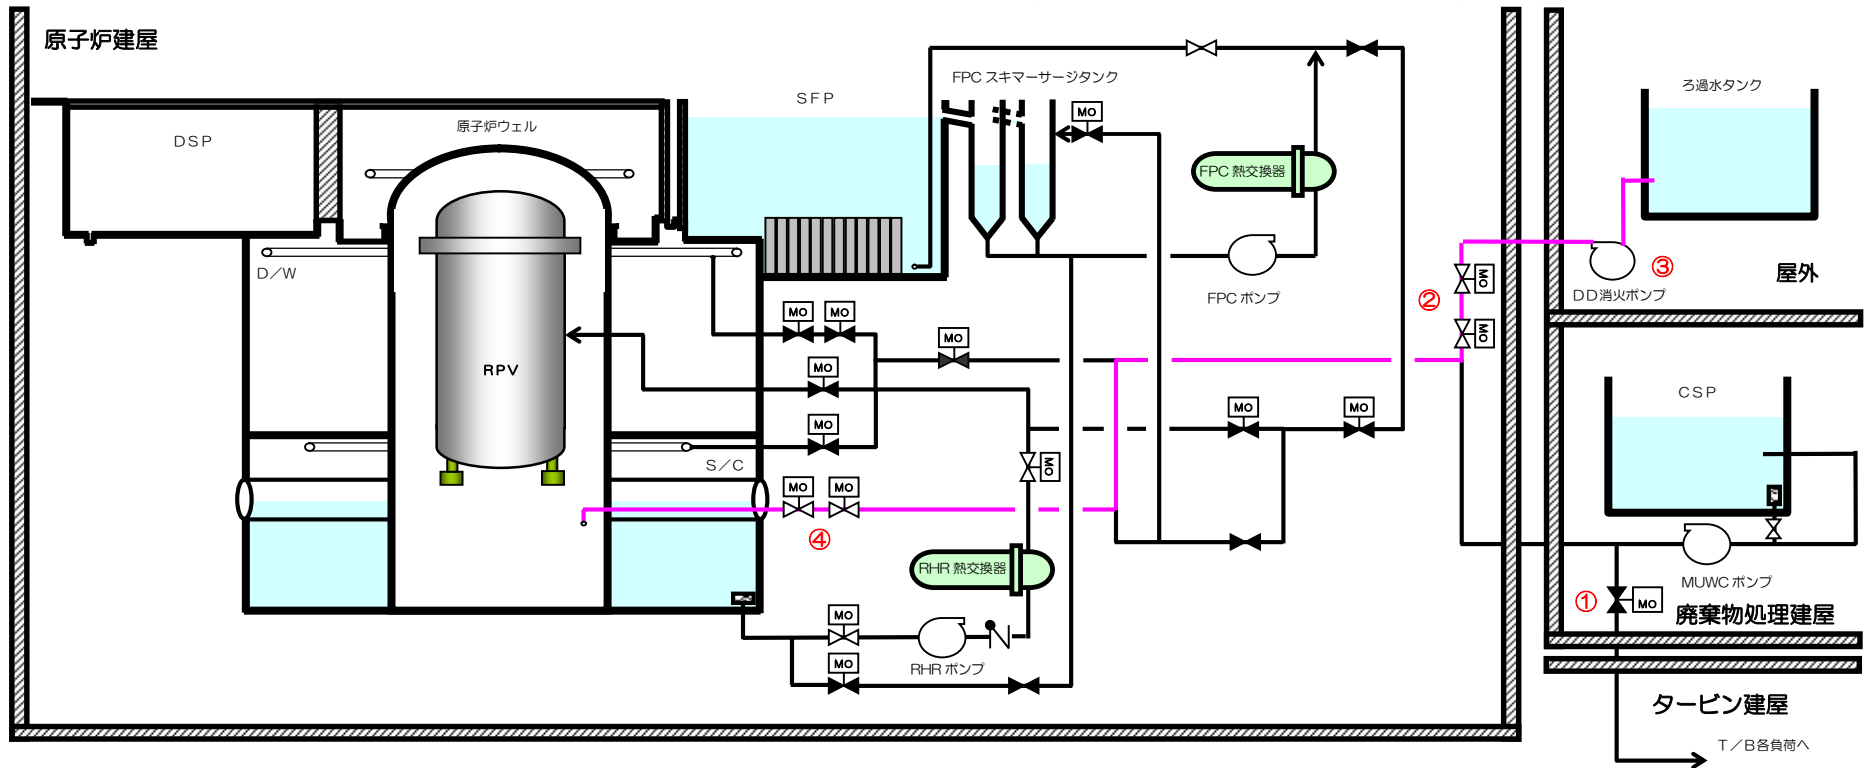 原子炉建屋
FPC スキマーサージタンク
SFP
MO
ろ過水タンク
原子炉ウェル
DSP
FPC 熱交換器
D/W
MO
③
屋外
②
FPC ポンプ
DD消火ポンプ
MO
MO
MO
MO
RPV
MO
MO
CSP
MO
MO
MO
S/C
MO
MO
MO
④
RHR 熱交換器
MUWC ポンプ
①
MO
廃棄物処理建屋
MO
RHR ポンプ
MO
タービン建屋
T/B各負荷へ